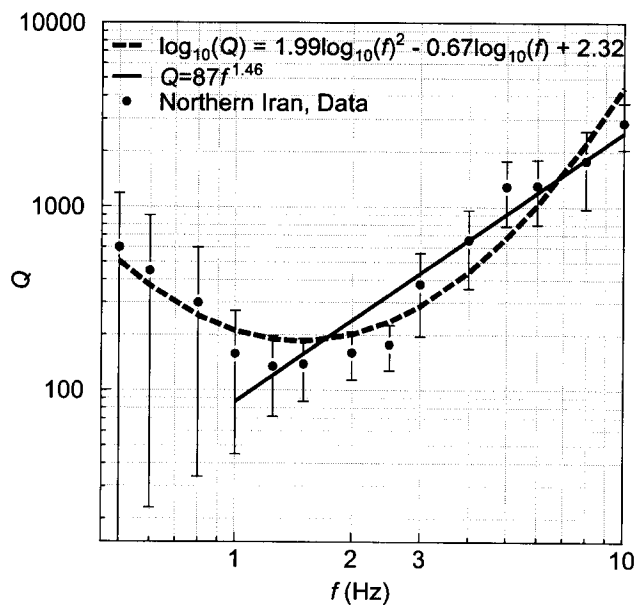 10000
log₁₀(Q) = 1.99log₁₀(f)² - 0.67log₁₀(f) + 2.32
Q=87f¹·⁴⁶
Northern Iran, Data
1000
Q
100
1 2 3 10
f (Hz)